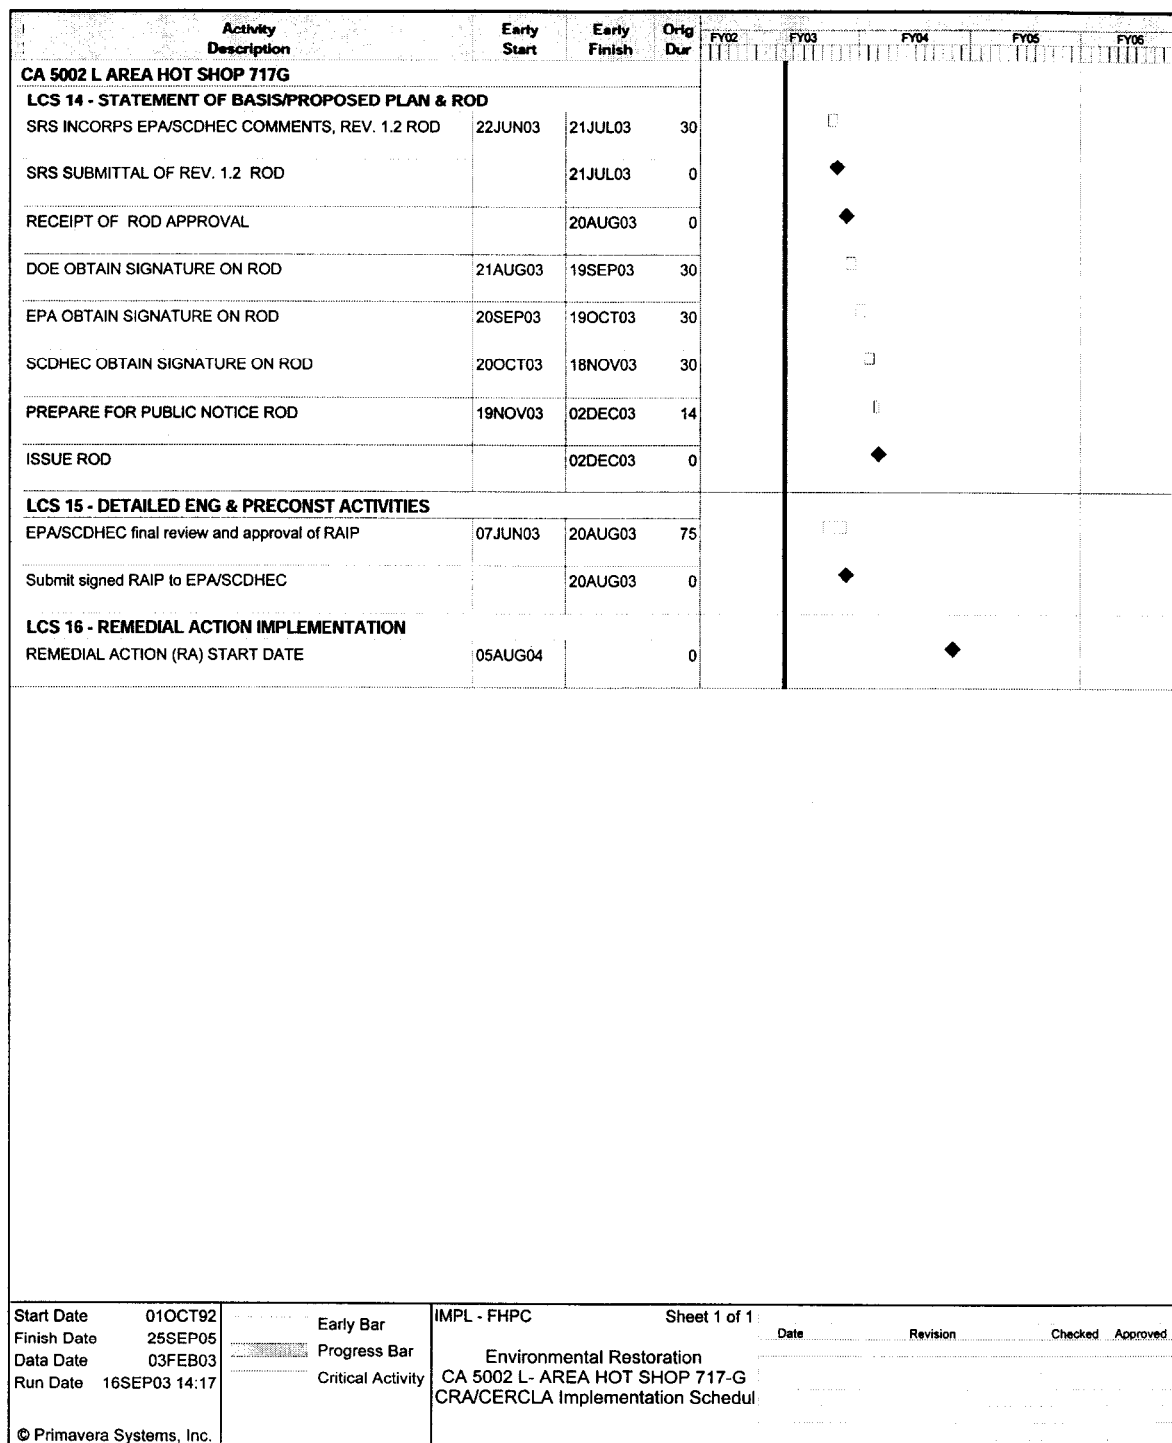 Activity Description Early Start Early Finish Orig Dur FY02 FY03 FY04 FY05 FY06
CA 5002 L AREA HOT SHOP 717G
LCS 14 - STATEMENT OF BASIS/PROPOSED PLAN & ROD
SRS INCORPS EPA/SCDHEC COMMENTS, REV. 1.2 ROD 22JUN03 21JUL03 30
SRS SUBMITTAL OF REV. 1.2 ROD 21JUL03 0
RECEIPT OF ROD APPROVAL 20AUG03 0
DOE OBTAIN SIGNATURE ON ROD 21AUG03 19SEP03 30
EPA OBTAIN SIGNATURE ON ROD 20SEP03 19OCT03 30
SCDHEC OBTAIN SIGNATURE ON ROD 20OCT03 18NOV03 30
PREPARE FOR PUBLIC NOTICE ROD 19NOV03 02DEC03 14
ISSUE ROD 02DEC03 0
LCS 15 - DETAILED ENG & PRECONST ACTIVITIES
EPA/SCDHEC final review and approval of RAIP 07JUN03 20AUG03 75
Submit signed RAIP to EPA/SCDHEC 20AUG03 0
LCS 16 - REMEDIAL ACTION IMPLEMENTATION
REMEDIAL ACTION (RA) START DATE 05AUG04 0
Start Date 01OCT92
Finish Date 25SEP05
Data Date 03FEB03
Run Date 16SEP03 14:17
© Primavera Systems, Inc.
Early Bar
Progress Bar
Critical Activity
IMPL - FHPC Sheet 1 of 1
Environmental Restoration
CA 5002 L- AREA HOT SHOP 717-G
CRA/CERCLA Implementation Schedul
Date Revision Checked Approved